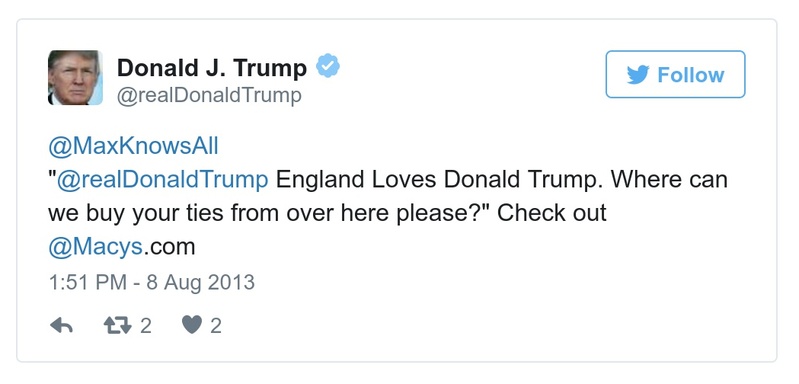 Donald J. Trump
@realDonaldTrump
Follow
@MaxKnowsAll
"@realDonaldTrump England Loves Donald Trump. Where can
we buy your ties from over here please?" Check out
@Macys.com
1:51 PM - 8 Aug 2013
2 2